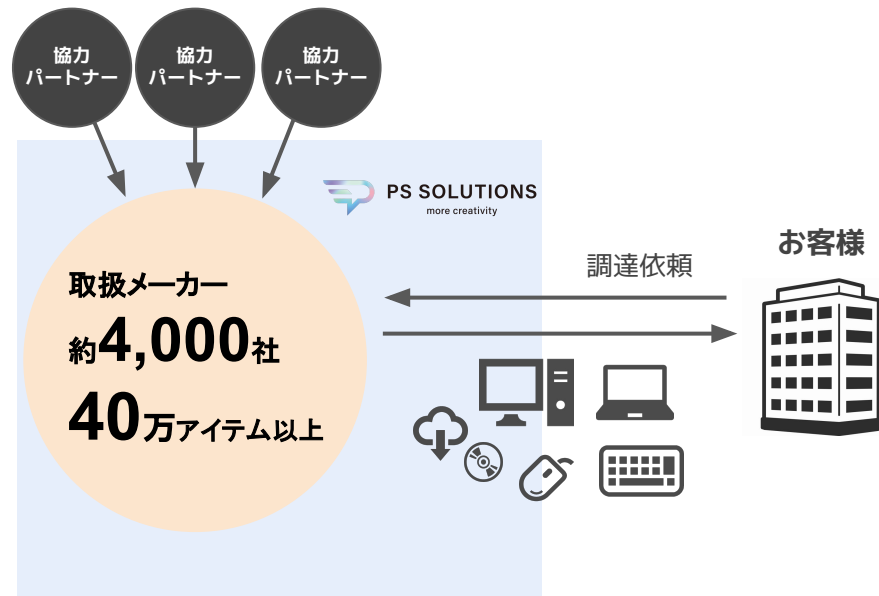 協力
パートナー
協力
パートナー
協力
パートナー
PS SOLUTIONS
more creativity
お客様
調達依頼
取扱メーカー
約4,000社
40万アイテム以上